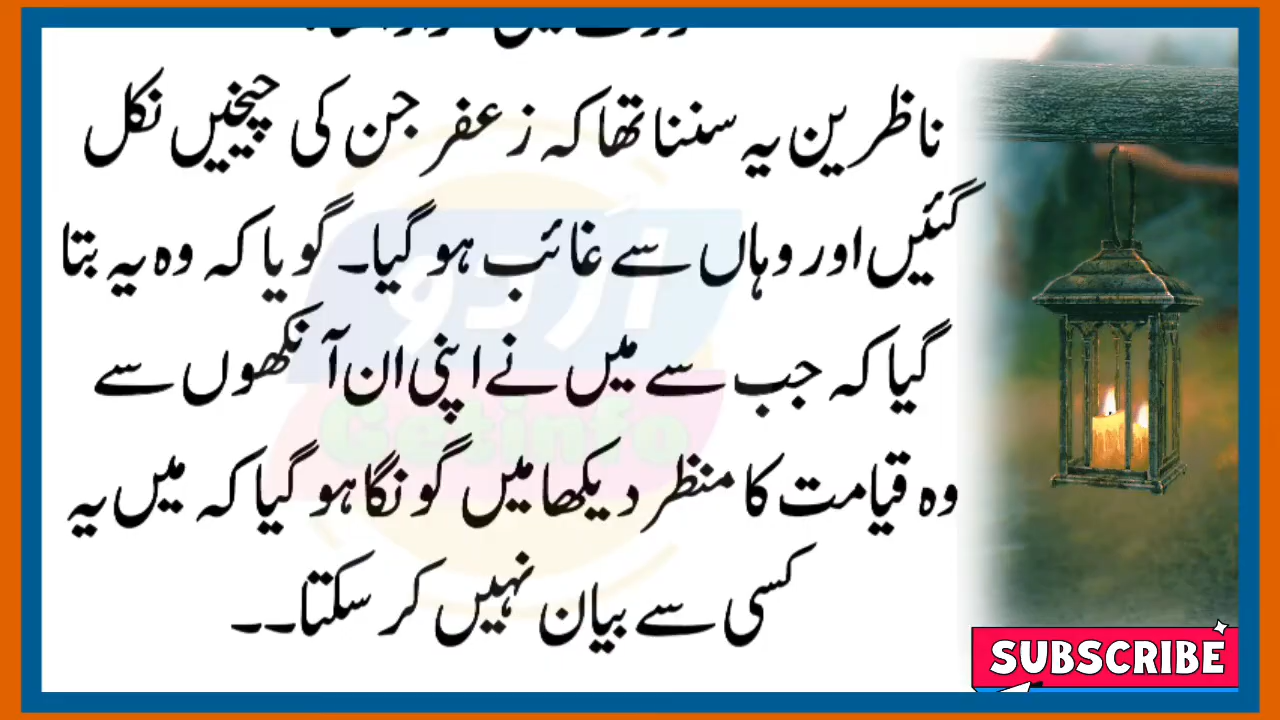 ناظرین یہ سننا تھا کہ زعفر جن کی چیخیں نکل
گئیں اور وہاں سے غائب ہو گیا۔ گویا کہ وہ یہ بتا
گیا کہ جب سے میں نے اپنی ان آنکھوں سے
وہ قیامت کا منظر دیکھا میں گونگا ہو گیا کہ میں یہ
کسی سے بیان نہیں کر سکتا۔۔
اردو
Getinfo
SUBSCRIBE